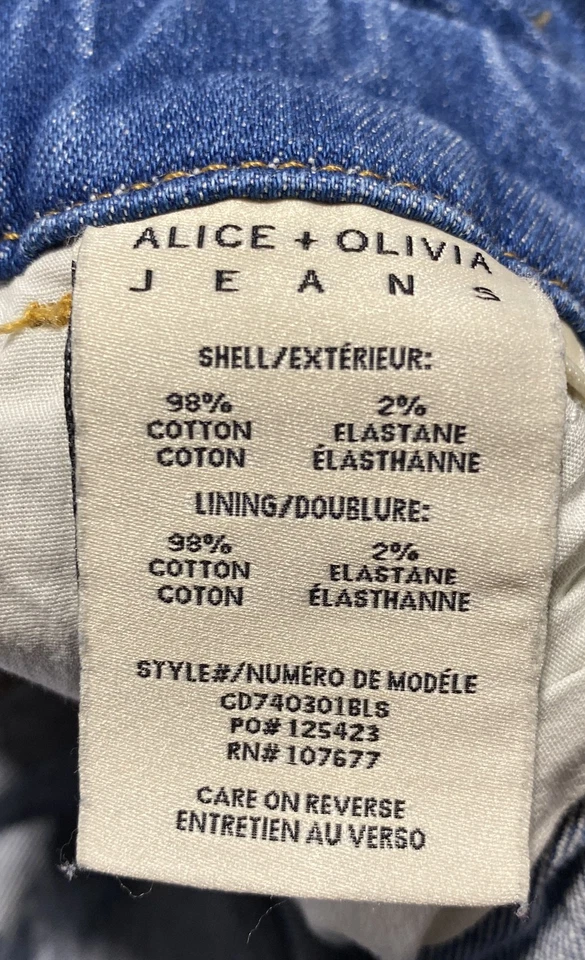 ALICE + OLIVIA
JEANS
SHELL/EXTÉRIEUR:
98% 2%
COTTON ELASTANE
COTON ÉLASTHANNE
LINING/DOUBLURE:
98% 2%
COTTON ELASTANE
COTON ÉLASTHANNE
STYLE#/NUMÉRO DE MODÉLE
CD740301BLS
PO# 125423
RN# 107677
CARE ON REVERSE
ENTRETIEN AU VERSO